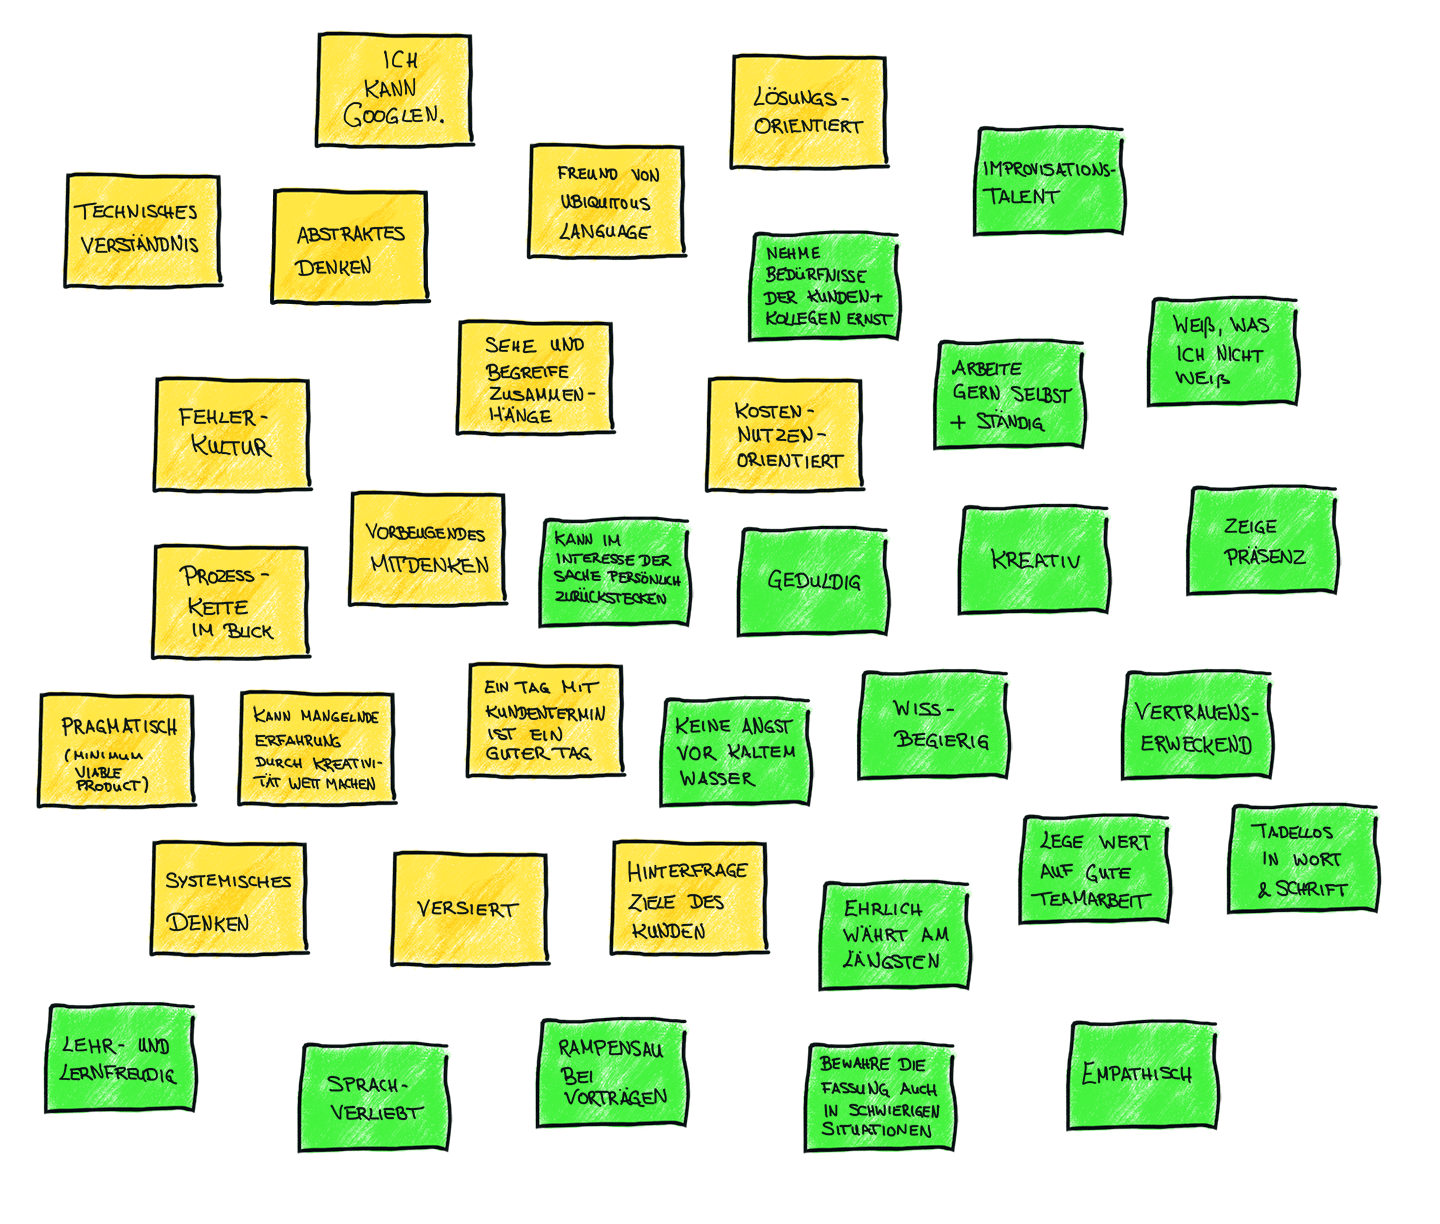 ICH
KANN
GOOGLEN.
LÖSUNGS-
ORIENTIERT
IMPROVISATIONS-
TALENT
FREUND VON
UBIQUITOUS
LANGUAGE
TECHNISCHES
VERSTÄNDNIS
ABSTRAKTES
DENKEN
NEHME
BEDÜRFNISSE
DER KUNDEN+
KOLLEGEN ERNST
WEIß, WAS
ICH NICHT
WEIß
SEHE UND
BEGREIFE
ZUSAMMEN-
HÄNGE
ARBEITE
GERN SELBST
+ STÄNDIG
FEHLER-
KULTUR
KOSTEN-
NUTZEN-
ORIENTIERT
VORBEUGENDES
MITDENKEN
KANN IM
INTERESSE DER
SACHE PERSÖNLICH
ZURÜCKSTECKEN
GEDULDIG
KREATIV
ZEIGE
PRÄSENZ
PROZESS-
KETTE
IM BLICK
PRAGMATISCH
(MINIMUM
VIABLE
PRODUCT)
KANN MANGELNDE
ERFAHRUNG
DURCH KREATIVI-
TÄT WETT MACHEN
EIN TAG MIT
KUNDENTERMIN
IST EIN
GUTER TAG
KEINE ANGST
VOR KALTEM
WASSER
WISS-
BEGIERIG
VERTRAUENS-
ERWECKEND
SYSTEMISCHES
DENKEN
VERSIERT
HINTERFRAGE
ZIELE DES
KUNDEN
EHRLICH
WÄHRT AM
LÄNGSTEN
LEGE WERT
AUF GUTE
TEAMARBEIT
TADELLOS
IN WORT
& SCHRIFT
LEHR- UND
LERNFREUDIG
SPRACH-
VERLIEBT
RAMPENSAU
BEI
VORTRÄGEN
BEWAHRE DIE
FASSUNG AUCH
IN SCHWIERIGEN
SITUATIONEN
EMPATHISCH